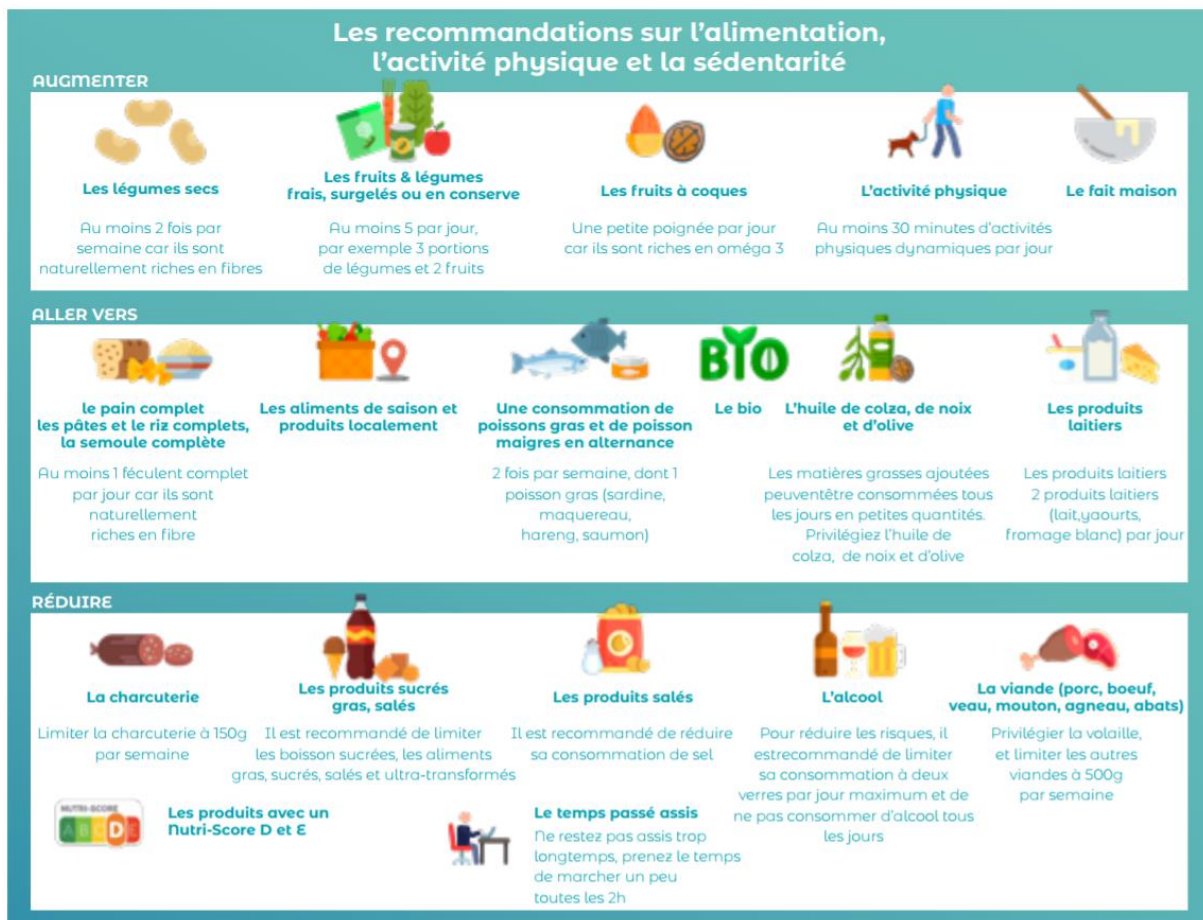 Les recommandations sur l'alimentation,
l'activité physique et la sédentarité
AUGMENTER
Les légumes secs
Au moins 2 fois par
semaine car ils sont
naturellement riches en fibres
Les fruits & légumes
frais, surgelés ou en conserve
Au moins 5 par jour,
par exemple 3 portions
de légumes et 2 fruits
Les fruits à coques
Une petite poignée par jour
car ils sont riches en oméga 3
L'activité physique
Au moins 30 minutes d'activités
physiques dynamiques par jour
Le fait maison
ALLER VERS
le pain complet
les pâtes et le riz complets,
la semoule complète
Au moins 1 féculent complet
par jour car ils sont
naturellement
riches en fibre
Les aliments de saison et
produits localement
Une consommation de
poissons gras et de poisson
maigres en alternance
2 fois par semaine, dont 1
poisson gras (sardine,
maquereau,
hareng, saumon)
BIO
Le bio
L'huile de colza, de noix
et d'olive
Les matières grasses ajoutées
peuventêtre consommées tous
les jours en petites quantités.
Privilégiez l'huile de
colza, de noix et d'olive
Les produits
laitiers
Les produits laitiers
2 produits laitiers
(lait,yaourts,
fromage blanc) par jour
RÉDUIRE
La charcuterie
Limiter la charcuterie à 150g
par semaine
Les produits sucrés
gras, salés
Il est recommandé de limiter
les boisson sucrées, les aliments
gras, sucrés, salés et ultra-transformés
Les produits salés
Il est recommandé de réduire
sa consommation de sel
L'alcool
Pour réduire les risques, il
estrecommandé de limiter
sa consommation à deux
verres par jour maximum et de
ne pas consommer d'alcool tous
les jours
La viande (porc, boeuf,
veau, mouton, agneau, abats)
Privilégier la volaille,
et limiter les autres
viandes à 500g
par semaine
NUTRI-SCORE
A B C D E
Les produits avec un
Nutri-Score D et E
Le temps passé assis
Ne restez pas assis trop
longtemps, prenez le temps
de marcher un peu
toutes les 2h